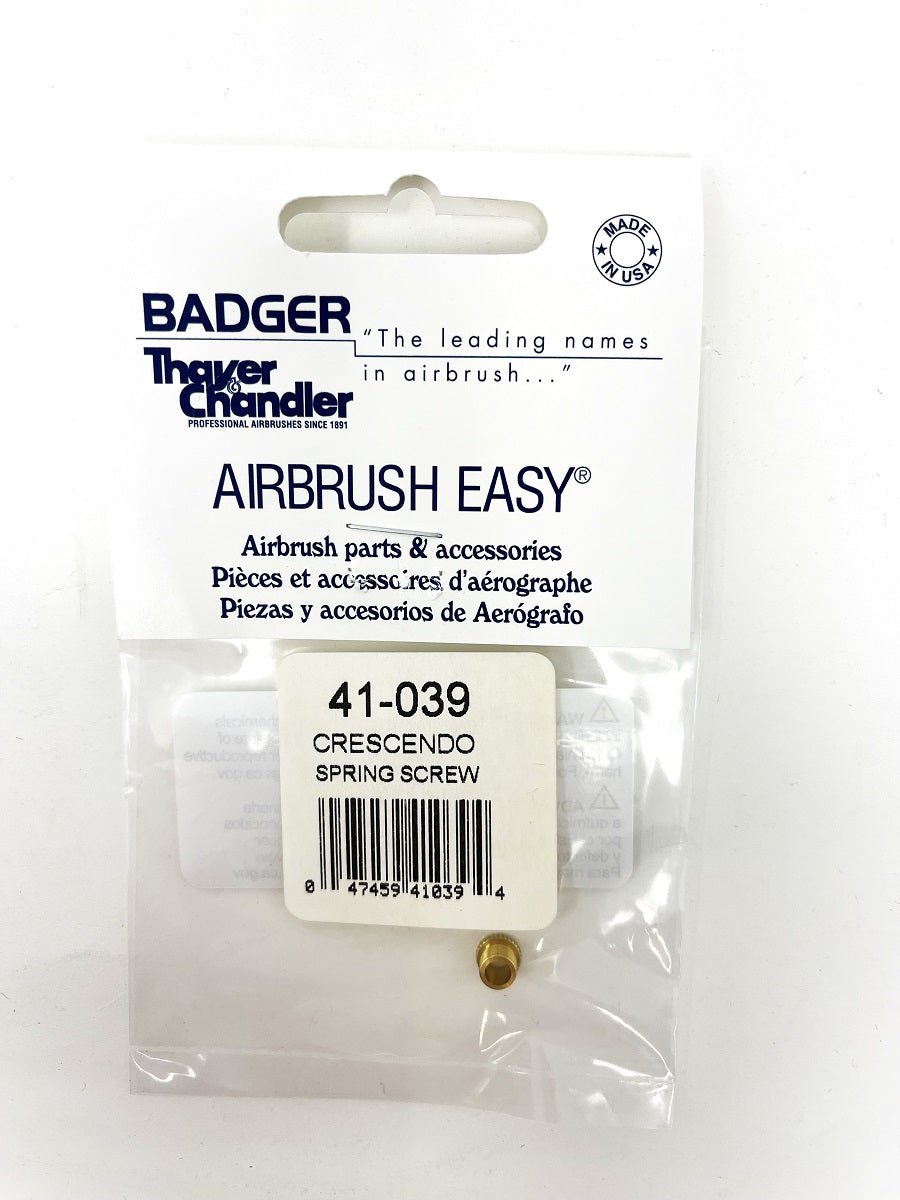 MADE IN USA
BADGER
"The leading names
in airbrush..."
Thayer & Chandler
PROFESSIONAL AIRBRUSHES SINCE 1891
AIRBRUSH EASY®
Airbrush parts & accessories
Pièces et accessoires d'aérographe
Piezas y accesorios de Aerógrafo
41-039
CRESCENDO
SPRING SCREW
0 47459 41039 4